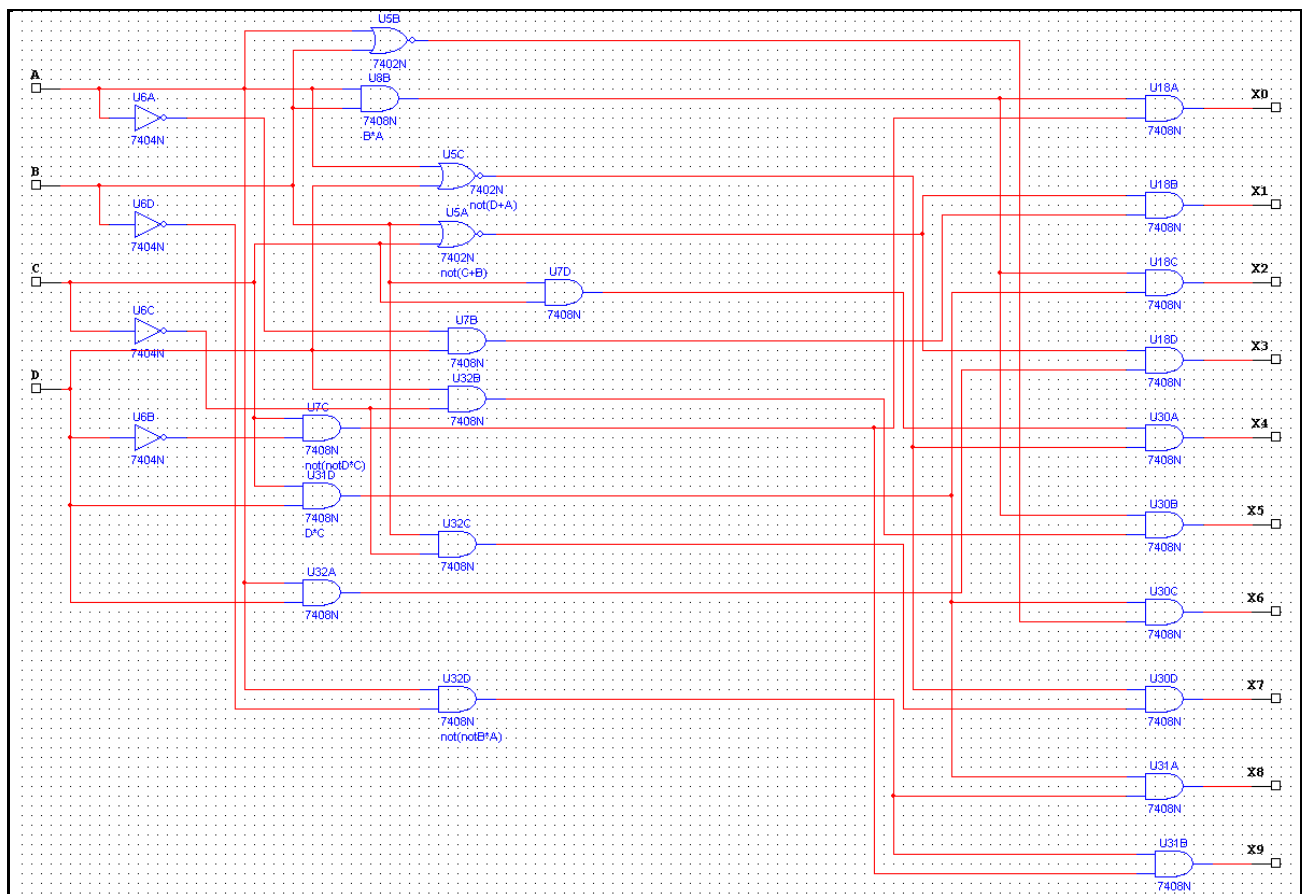 U5B
7402N
A
U8B
7408N
B*A
U6A
7404N
U18A
X0
7408N
U5C
7402N
not(D+A)
B
U6D
7404N
U5A
7402N
not(C+B)
U18B
X1
7408N
C
U7D
7408N
U18C
X2
7408N
U6C
7404N
U7B
7408N
U18D
X3
7408N
D
U32B
7408N
U6B
7404N
U7C
7408N
not(notD*C)
U30A
X4
7408N
U31D
7408N
D*C
U32C
7408N
U30B
X5
7408N
U32A
7408N
U30C
X6
7408N
U32D
7408N
not(notB*A)
U30D
X7
7408N
U31A
X8
7408N
U31B
X9
7408N